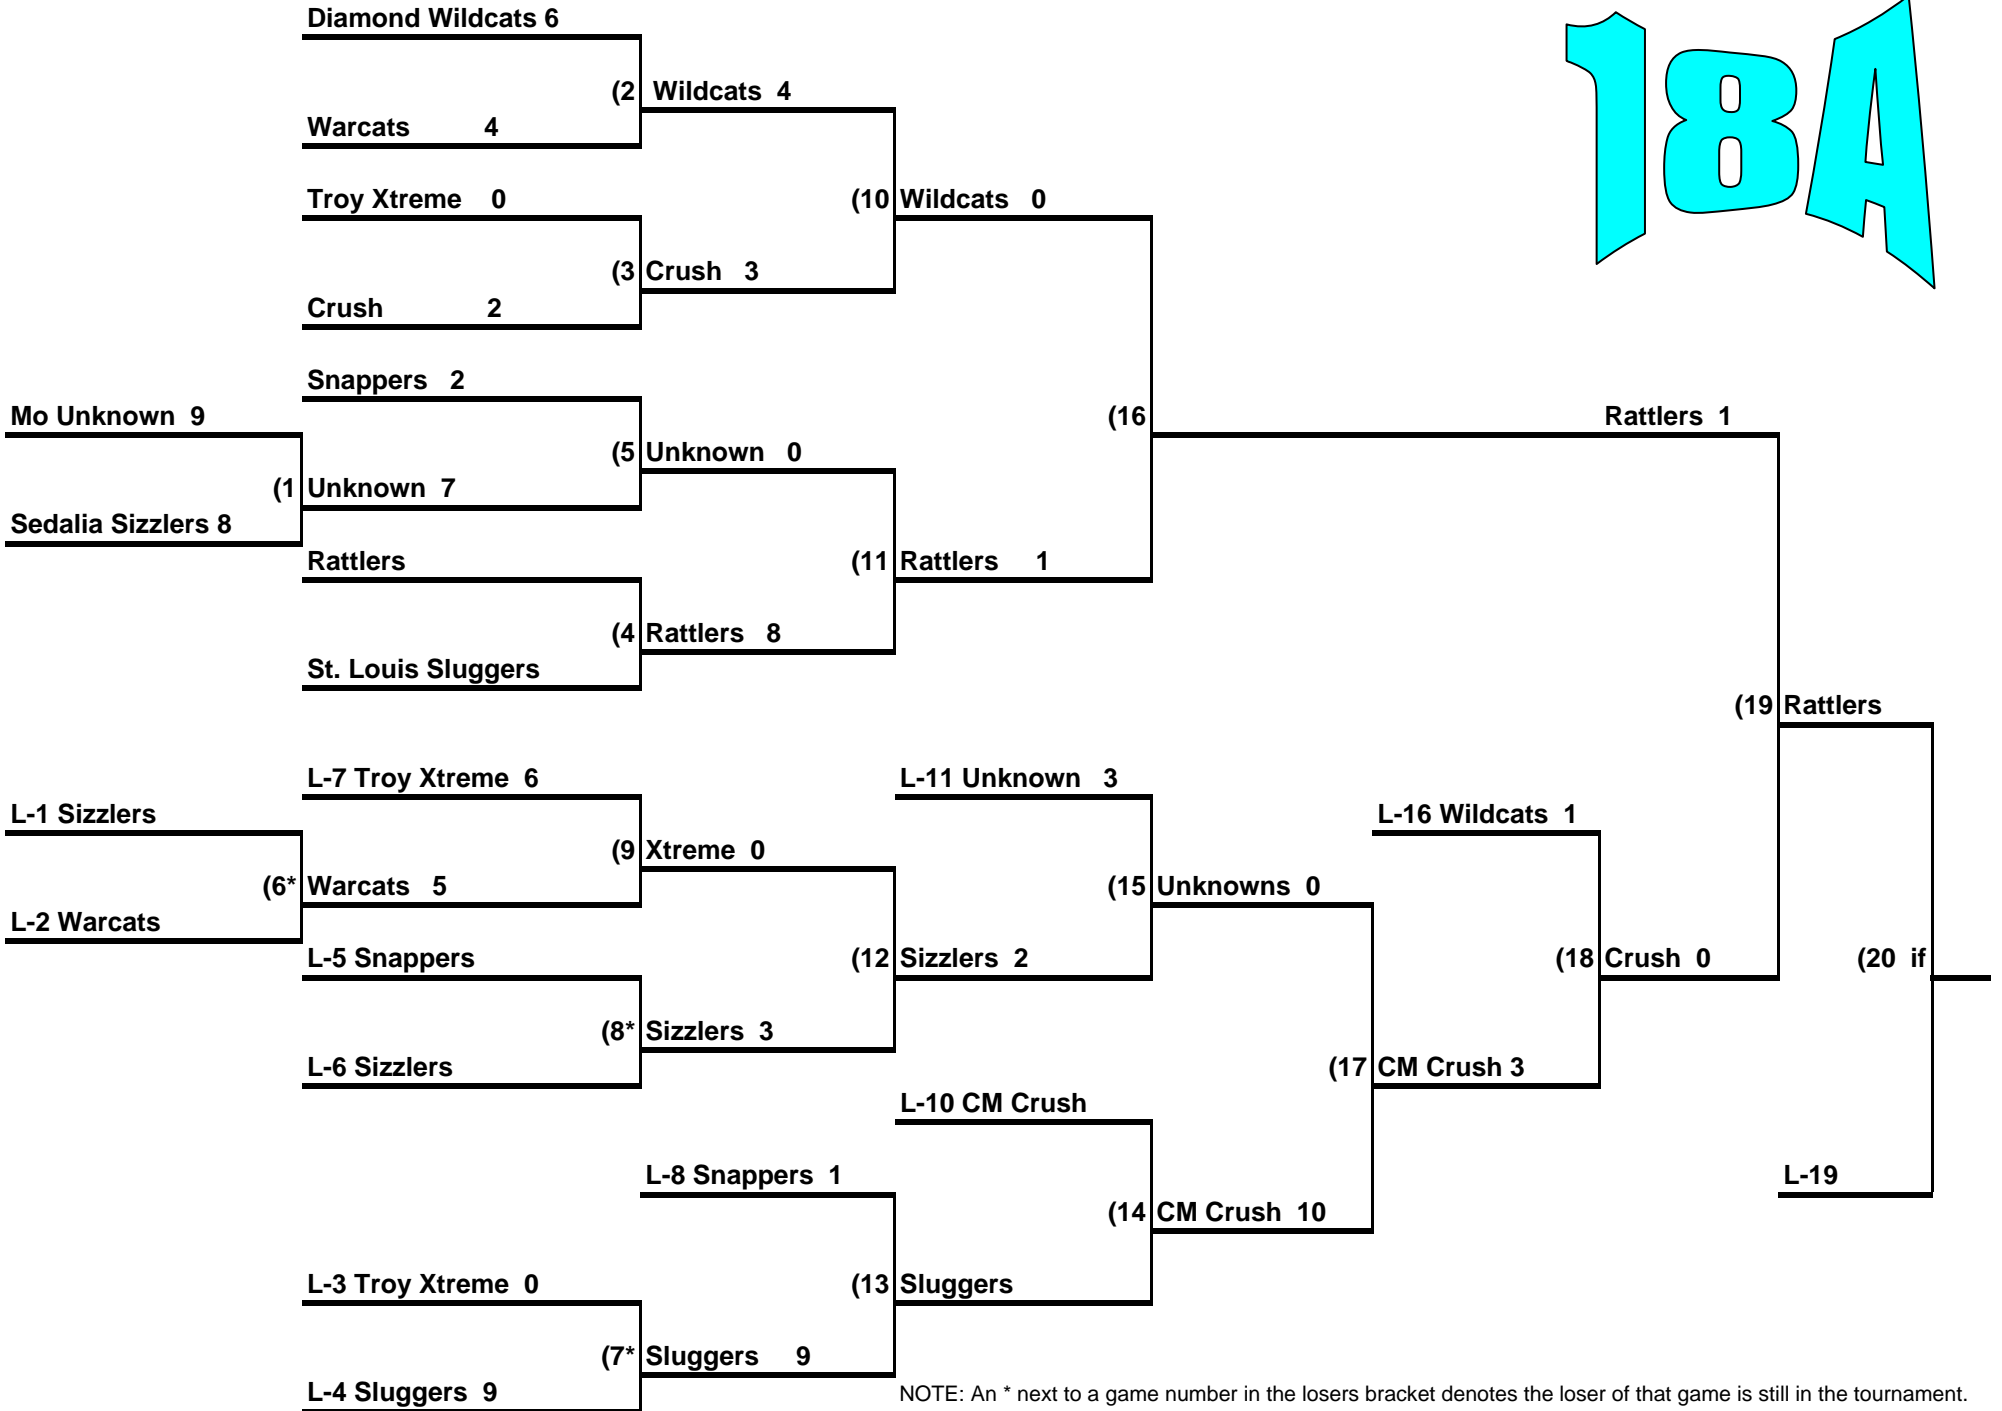 18A
Diamond Wildcats 6
(2 Wildcats 4
Warcats 4
Troy Xtreme 0
(10 Wildcats 0
(3 Crush 3
Crush 2
Snappers 2
Mo Unknown 9
(16
Rattlers 1
(5 Unknown 0
(1 Unknown 7
Sedalia Sizzlers 8
Rattlers
(11 Rattlers 1
(4 Rattlers 8
St. Louis Sluggers
(19 Rattlers
L-7 Troy Xtreme 6
L-11 Unknown 3
L-1 Sizzlers
L-16 Wildcats 1
(9 Xtreme 0
(6* Warcats 5
(15 Unknowns 0
L-2 Warcats
L-5 Snappers
(12 Sizzlers 2
(18 Crush 0
(20 if
(8* Sizzlers 3
L-6 Sizzlers
(17 CM Crush 3
L-10 CM Crush
L-8 Snappers 1
L-19
(14 CM Crush 10
L-3 Troy Xtreme 0
(13 Sluggers
(7* Sluggers 9
L-4 Sluggers 9
NOTE: An * next to a game number in the losers bracket denotes the loser of that game is still in the tournament.